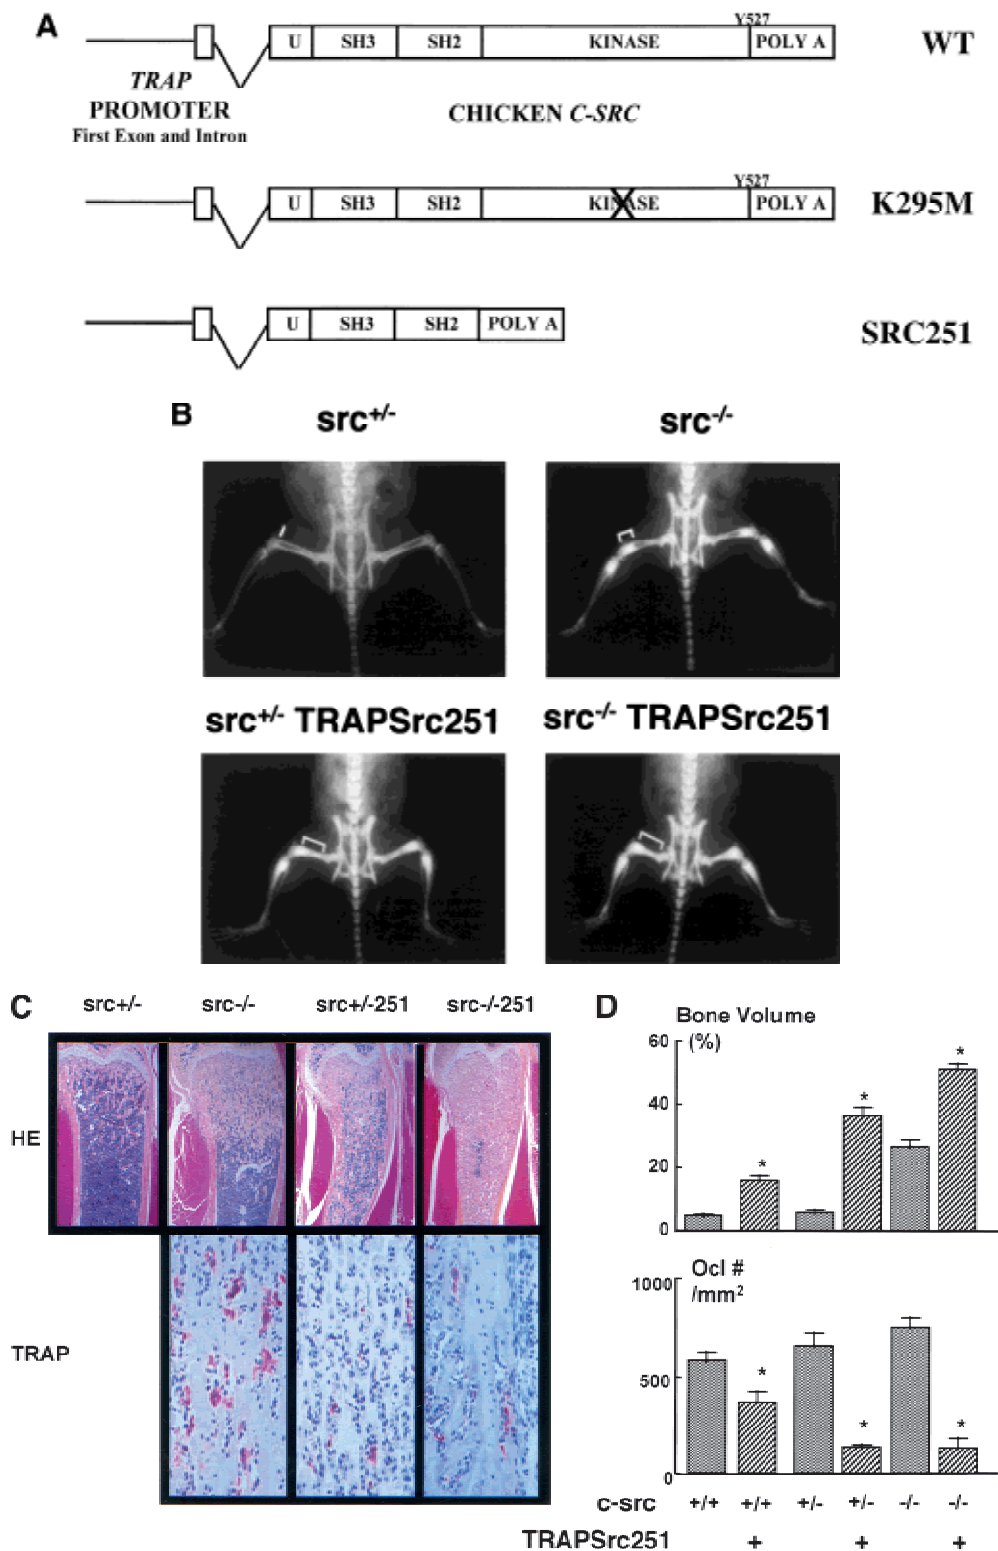 A
Y527
U SH3 SH2 KINASE POLY A WT
TRAP
PROMOTER
First Exon and Intron
CHICKEN C-SRC
Y527
U SH3 SH2 KINASE POLY A K295M
U SH3 SH2 POLY A SRC251
B
src+/- src-/-
src+/- TRAPSrc251 src-/- TRAPSrc251
C
src+/- src-/- src+/-251 src-/-251
HE
TRAP
D
Bone Volume
(%)
60
40
20
0
* * *
Ocl #
/mm²
1000
500
0
* * *
c-src +/+ +/+ +/- +/- -/- -/-
TRAPSrc251 + + +